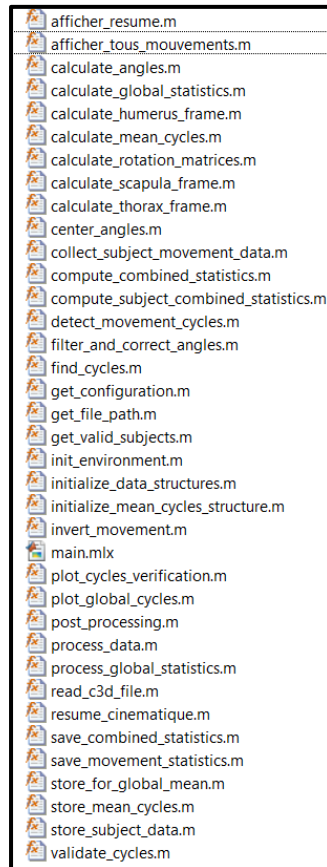 afficher_resume.m
afficher_tous_mouvements.m
calculate_angles.m
calculate_global_statistics.m
calculate_humerus_frame.m
calculate_mean_cycles.m
calculate_rotation_matrices.m
calculate_scapula_frame.m
calculate_thorax_frame.m
center_angles.m
collect_subject_movement_data.m
compute_combined_statistics.m
compute_subject_combined_statistics.m
detect_movement_cycles.m
filter_and_correct_angles.m
find_cycles.m
get_configuration.m
get_file_path.m
get_valid_subjects.m
init_environment.m
initialize_data_structures.m
initialize_mean_cycles_structure.m
invert_movement.m
main.mlx
plot_cycles_verification.m
plot_global_cycles.m
post_processing.m
process_data.m
process_global_statistics.m
read_c3d_file.m
resume_cinematique.m
save_combined_statistics.m
save_movement_statistics.m
store_for_global_mean.m
store_mean_cycles.m
store_subject_data.m
validate_cycles.m